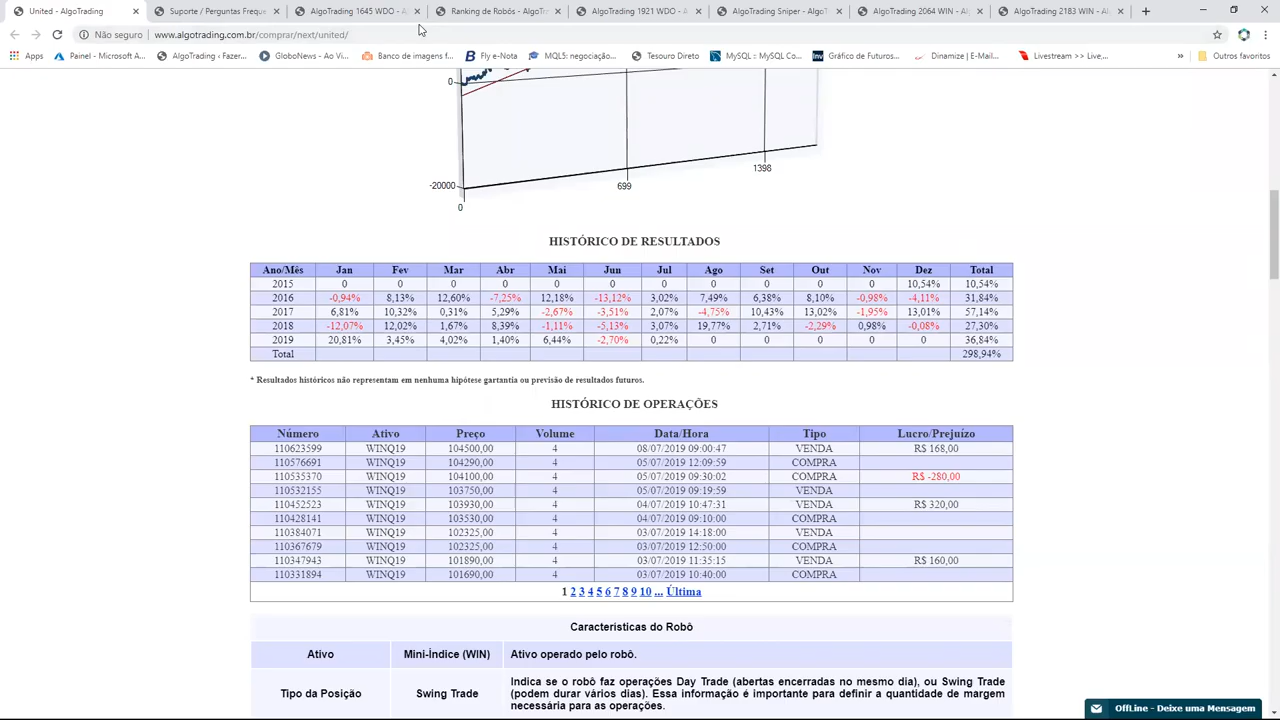 United - AlgoTrading
Suporte / Perguntas Freque
AlgoTrading 1645 WDO - A
Ranking de Robôs - AlgoTra
AlgoTrading 1921 WDO - A
AlgoTrading Sniper - AlgoT
AlgoTrading 2064 WIN - Al
AlgoTrading 2183 WIN - Al
Não seguro | www.algotrading.com.br/comprar/next/united/
Apps Painel - Microsoft A... AlgoTrading ‹ Fazer... GloboNews - Ao Vi... Banco de imagens f... Fly e-Nota MQL5: negociação... Tesouro Direto MySQL :: MySQL Co... Gráfico de Futuros... Dinamize | E-Mail... Livestream >> Live,... » Outros favoritos
0
1398
699
-20000
0
HISTÓRICO DE RESULTADOS
Ano/Mês Jan Fev Mar Abr Mai Jun Jul Ago Set Out Nov Dez Total
2015 0 0 0 0 0 0 0 0 0 0 0 10,54% 10,54%
2016 -0,94% 8,13% 12,60% -7,25% 12,18% -13,12% 3,02% 7,49% 6,38% 8,10% -0,98% -4,11% 31,84%
2017 6,81% 10,32% 0,31% 5,29% -2,67% -3,51% 2,07% -4,75% 10,43% 13,02% -1,95% 13,01% 57,14%
2018 -12,07% 12,02% 1,67% 8,39% -1,11% -5,13% 3,07% 19,77% 2,71% -2,29% 0,98% -0,08% 27,30%
2019 20,81% 3,45% 4,02% 1,40% 6,44% -2,70% 0,22% 0 0 0 0 0 36,84%
Total 298,94%
* Resultados históricos não representam em nenhuma hipótese gartantia ou previsão de resultados futuros.
HISTÓRICO DE OPERAÇÕES
Número Ativo Preço Volume Data/Hora Tipo Lucro/Prejuízo
110623599 WINQ19 104500,00 4 08/07/2019 09:00:47 VENDA R$ 168,00
110576691 WINQ19 104290,00 4 05/07/2019 12:09:59 COMPRA
110535370 WINQ19 104100,00 4 05/07/2019 09:30:02 COMPRA R$ -280,00
110532155 WINQ19 103750,00 4 05/07/2019 09:19:59 VENDA
110452523 WINQ19 103930,00 4 04/07/2019 10:47:31 VENDA R$ 320,00
110428141 WINQ19 103530,00 4 04/07/2019 09:10:00 COMPRA
110384071 WINQ19 102325,00 4 03/07/2019 14:18:00 VENDA
110367679 WINQ19 102325,00 4 03/07/2019 12:50:00 COMPRA
110347943 WINQ19 101890,00 4 03/07/2019 11:35:15 VENDA R$ 160,00
110331894 WINQ19 101690,00 4 03/07/2019 10:40:00 COMPRA
1 2 3 4 5 6 7 8 9 10 ... Última
Características do Robô
Ativo Mini-Índice (WIN) Ativo operado pelo robô.
Indica se o robô faz operações Day Trade (abertas encerradas no mesmo dia), ou Swing Trade
Tipo da Posição Swing Trade (podem durar vários dias). Essa informação é importante para definir a quantidade de margem
necessária para as operações.
OffLine - Deixe uma Mensagem